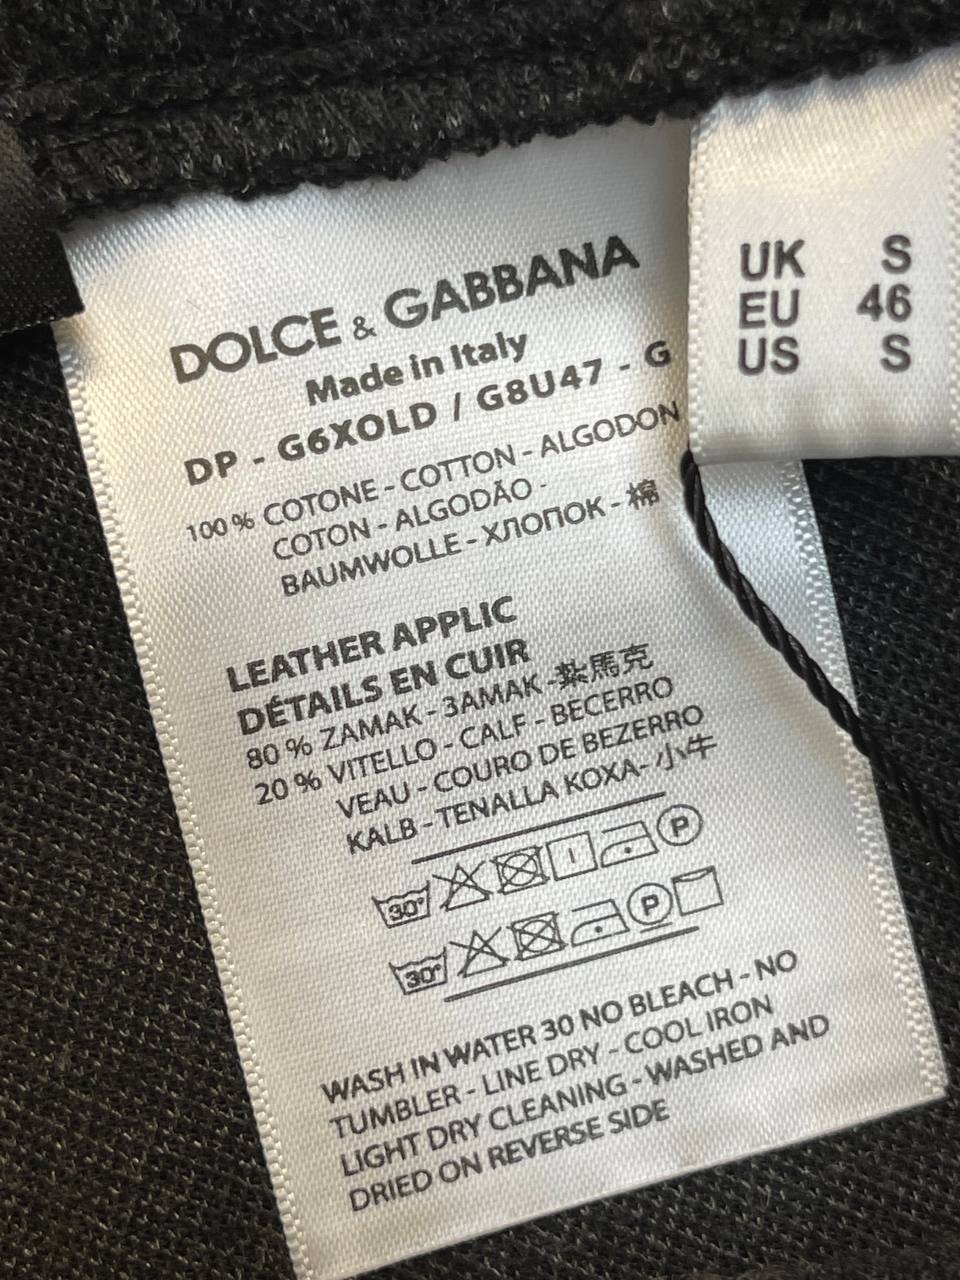 DOLCE & GABBANA
Made in Italy
DP - G6XOLD / G8U47 - G
100 % COTONE - COTTON - ALGODON
COTON - ALGODÃO -
BAUMWOLLE - ХЛОПОК - 棉
LEATHER APPLIC
DÉTAILS EN CUIR
80 % ZAMAK - ЗАМАК - 紮馬克
20 % VITELLO - CALF - BECERRO
VEAU - COURO DE BEZERRO
KALB - TENALLA KOXA- 小牛
30° P
30° P
WASH IN WATER 30 NO BLEACH - NO
TUMBLER - LINE DRY - COOL IRON
LIGHT DRY CLEANING - WASHED AND
DRIED ON REVERSE SIDE
UK S
EU 46
US S